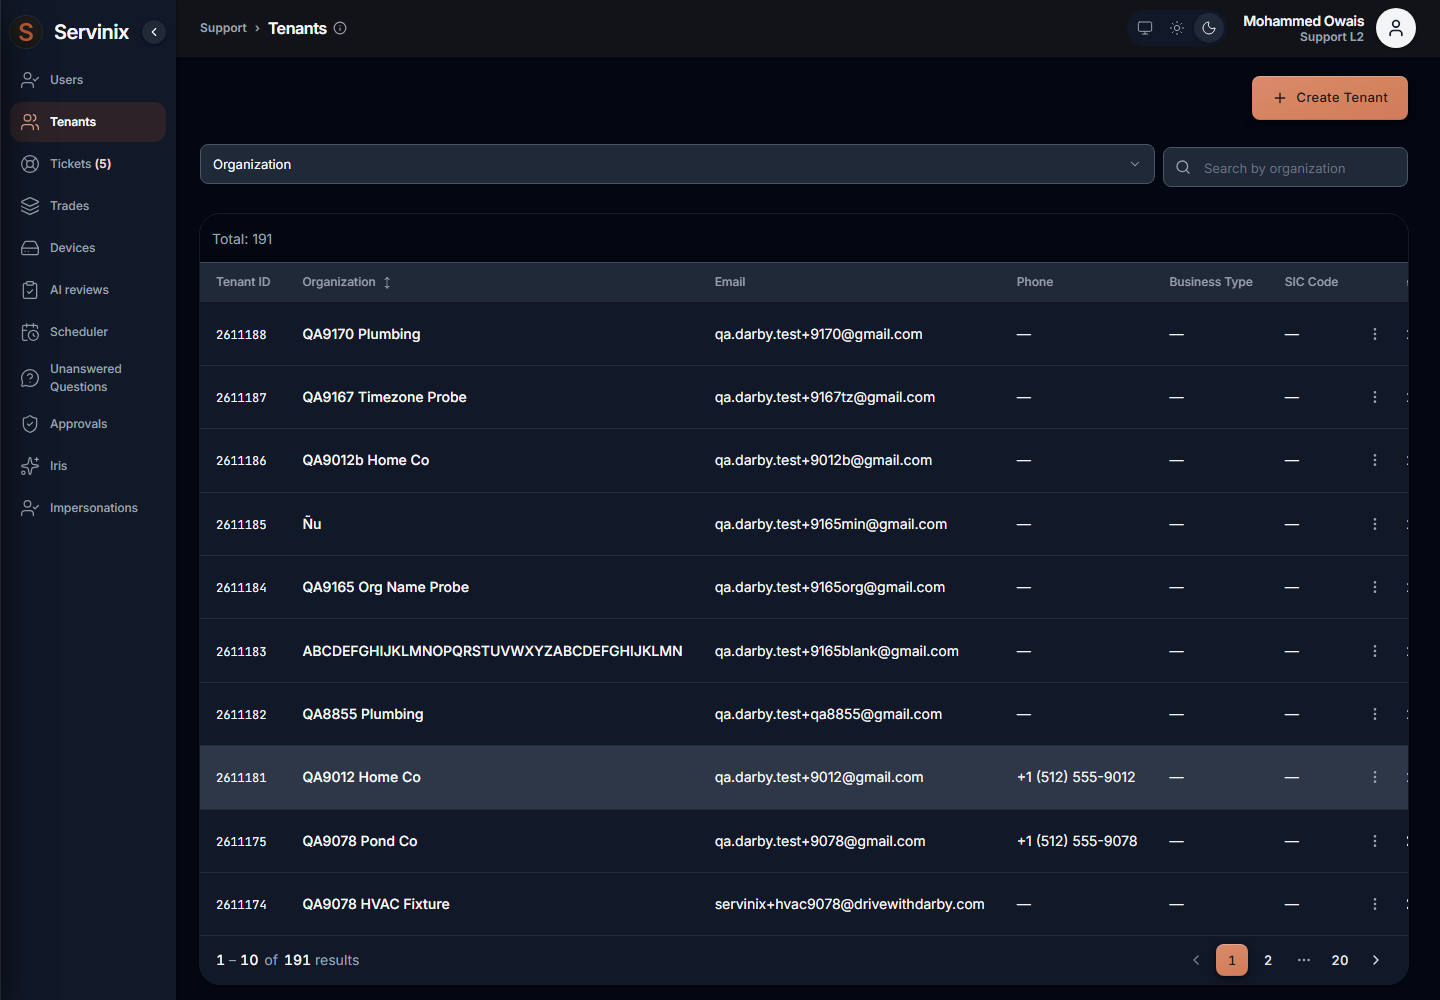 S Servinix
Users
Tenants
Tickets (5)
Trades
Devices
AI reviews
Scheduler
Unanswered
Questions
Approvals
Iris
Impersonations
Support › Tenants
Mohammed Owais
Support L2
+ Create Tenant
Organization
Search by organization
Total: 191
Tenant ID Organization Email Phone Business Type SIC Code
2611188 QA9170 Plumbing qa.darby.test+9170@gmail.com — — —
2611187 QA9167 Timezone Probe qa.darby.test+9167tz@gmail.com — — —
2611186 QA9012b Home Co qa.darby.test+9012b@gmail.com — — —
2611185 Ñu qa.darby.test+9165min@gmail.com — — —
2611184 QA9165 Org Name Probe qa.darby.test+9165org@gmail.com — — —
2611183 ABCDEFGHIJKLMNOPQRSTUVWXYZABCDEFGHIJKLMN qa.darby.test+9165blank@gmail.com — — —
2611182 QA8855 Plumbing qa.darby.test+qa8855@gmail.com — — —
2611181 QA9012 Home Co qa.darby.test+9012@gmail.com +1 (512) 555-9012 — —
2611175 QA9078 Pond Co qa.darby.test+9078@gmail.com +1 (512) 555-9078 — —
2611174 QA9078 HVAC Fixture servinix+hvac9078@drivewithdarby.com — — —
1 – 10 of 191 results
1 2 ··· 20